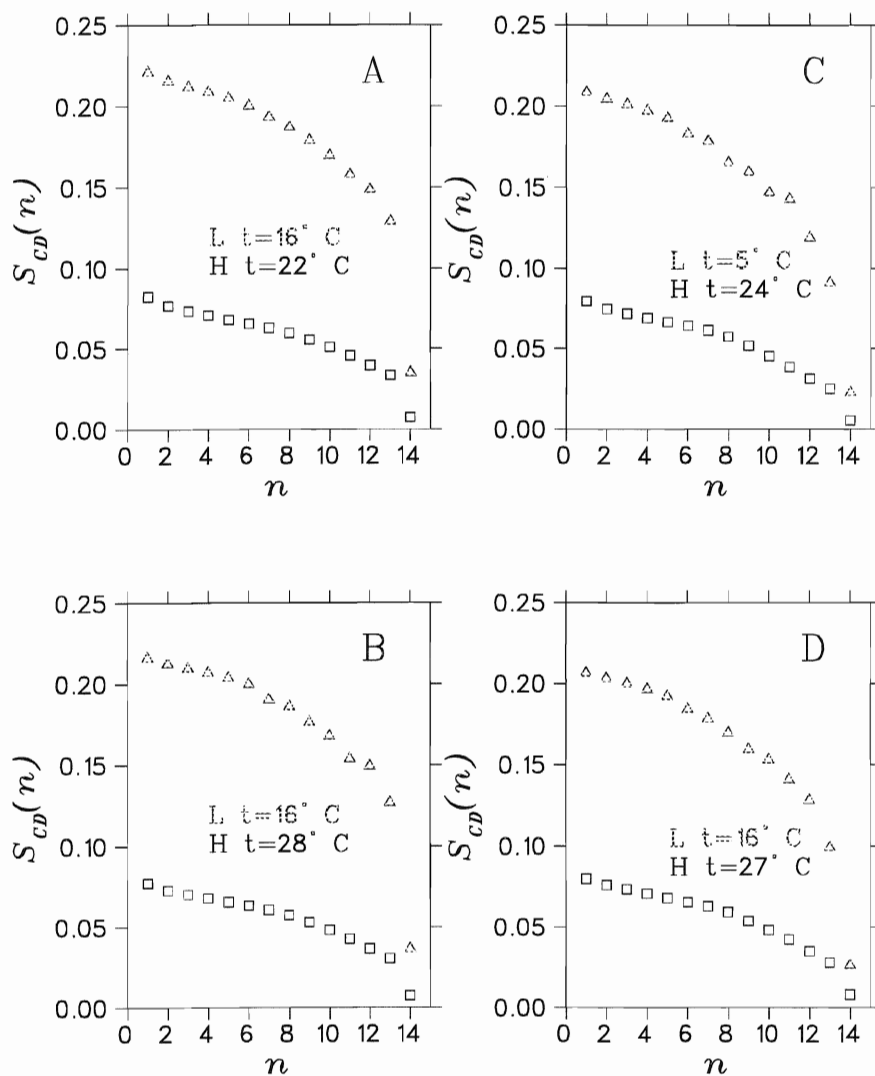 A
0.25
0.20
0.15
0.10
0.05
0.00
S_CD(n)
L t=16° C
H t=22° C
0 2 4 6 8 10 12 14
n
C
0.25
0.20
0.15
0.10
0.05
0.00
S_CD(n)
L t=5° C
H t=24° C
0 2 4 6 8 10 12 14
n
B
0.25
0.20
0.15
0.10
0.05
0.00
S_CD(n)
L t=16° C
H t=28° C
0 2 4 6 8 10 12 14
n
D
0.25
0.20
0.15
0.10
0.05
0.00
S_CD(n)
L t=16° C
H t=27° C
0 2 4 6 8 10 12 14
n